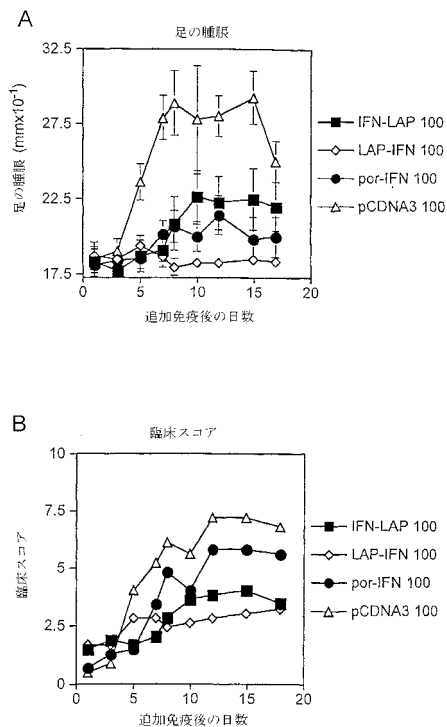 A
足の腫脹
足の腫脹 (mmx10⁻¹)
32.5
27.5
22.5
17.5
0
5
10
15
20
追加免疫後の日数
IFN-LAP 100
LAP-IFN 100
por-IFN 100
pCDNA3 100
B
臨床スコア
臨床スコア
10
7.5
5
2.5
0
0
5
10
15
20
追加免疫後の日数
IFN-LAP 100
LAP-IFN 100
por-IFN 100
pCDNA3 100